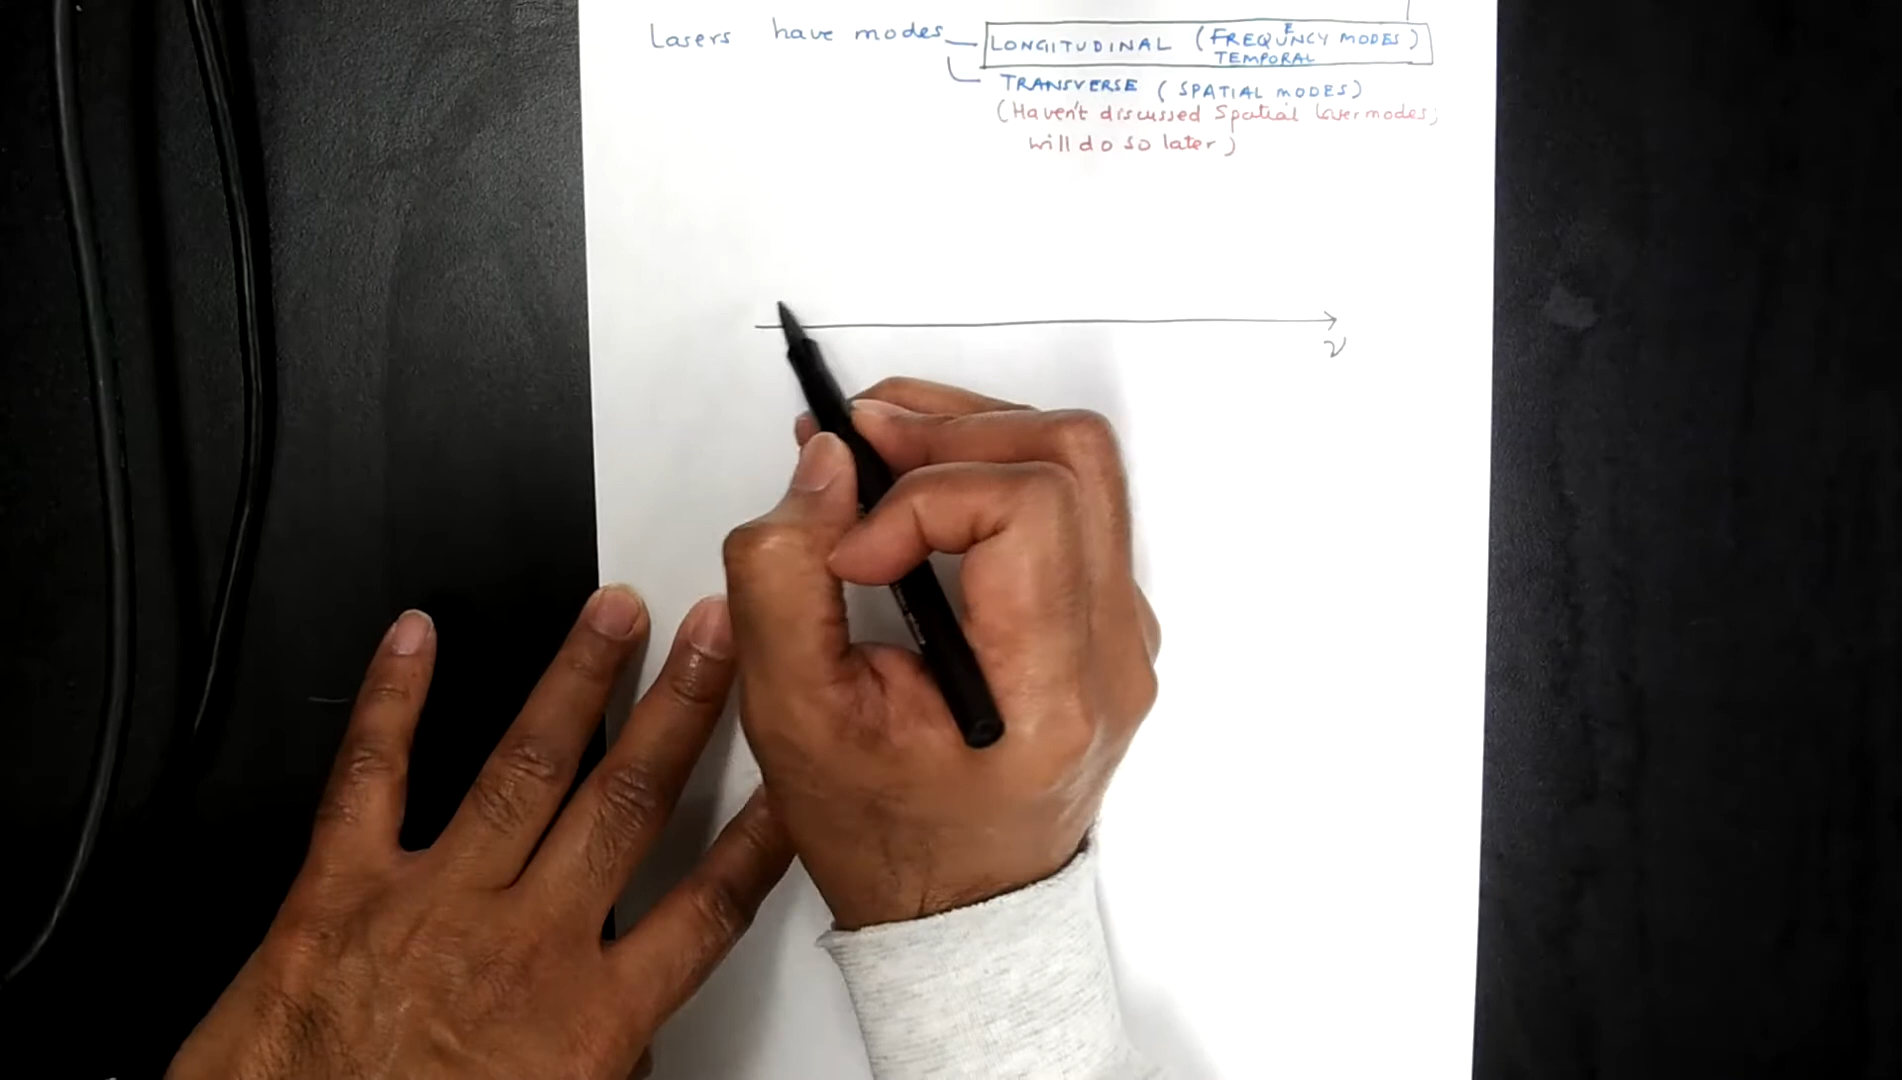 Lasers have modes
LONGITUDINAL (FREQUENCY MODES)
TEMPORAL
TRANSVERSE (SPATIAL MODES)
(Haven't discussed Spatial laser modes;
will do so later)
ν